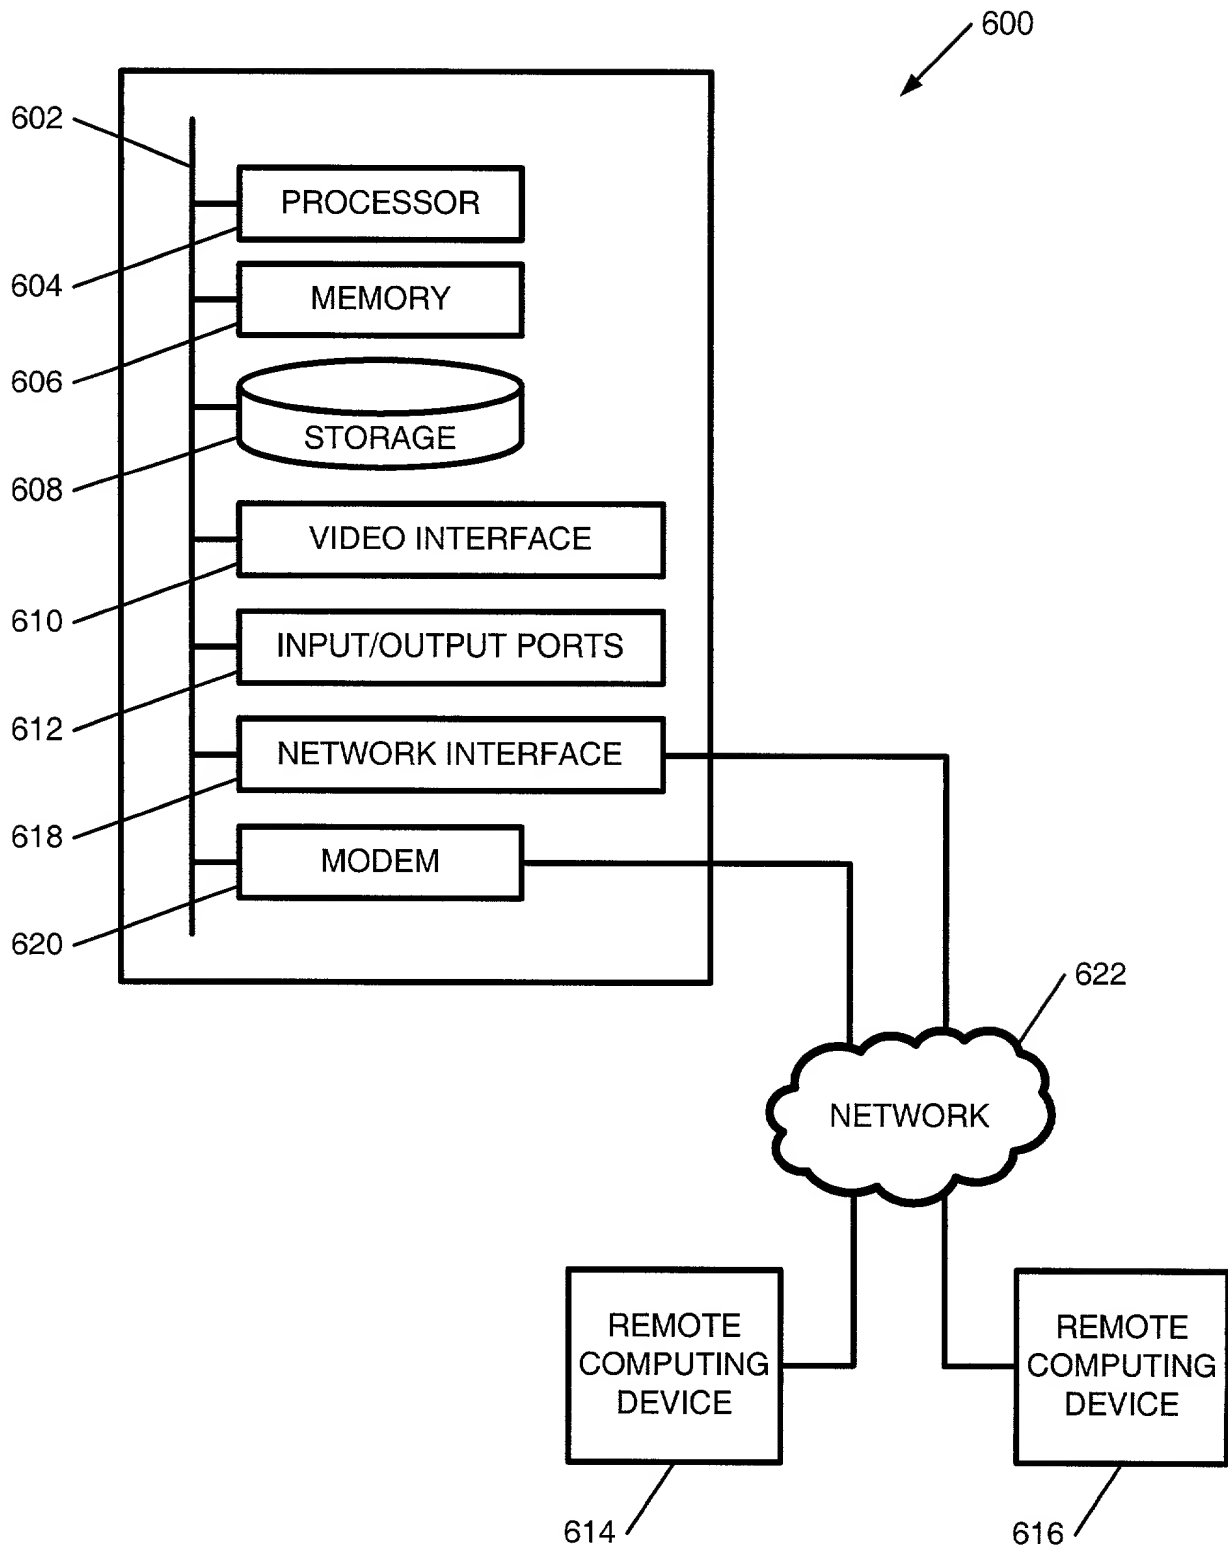 600
602
PROCESSOR
604
MEMORY
606
STORAGE
608
VIDEO INTERFACE
610
INPUT/OUTPUT PORTS
612
NETWORK INTERFACE
618
MODEM
620
622
NETWORK
REMOTE
COMPUTING
DEVICE
REMOTE
COMPUTING
DEVICE
614
616